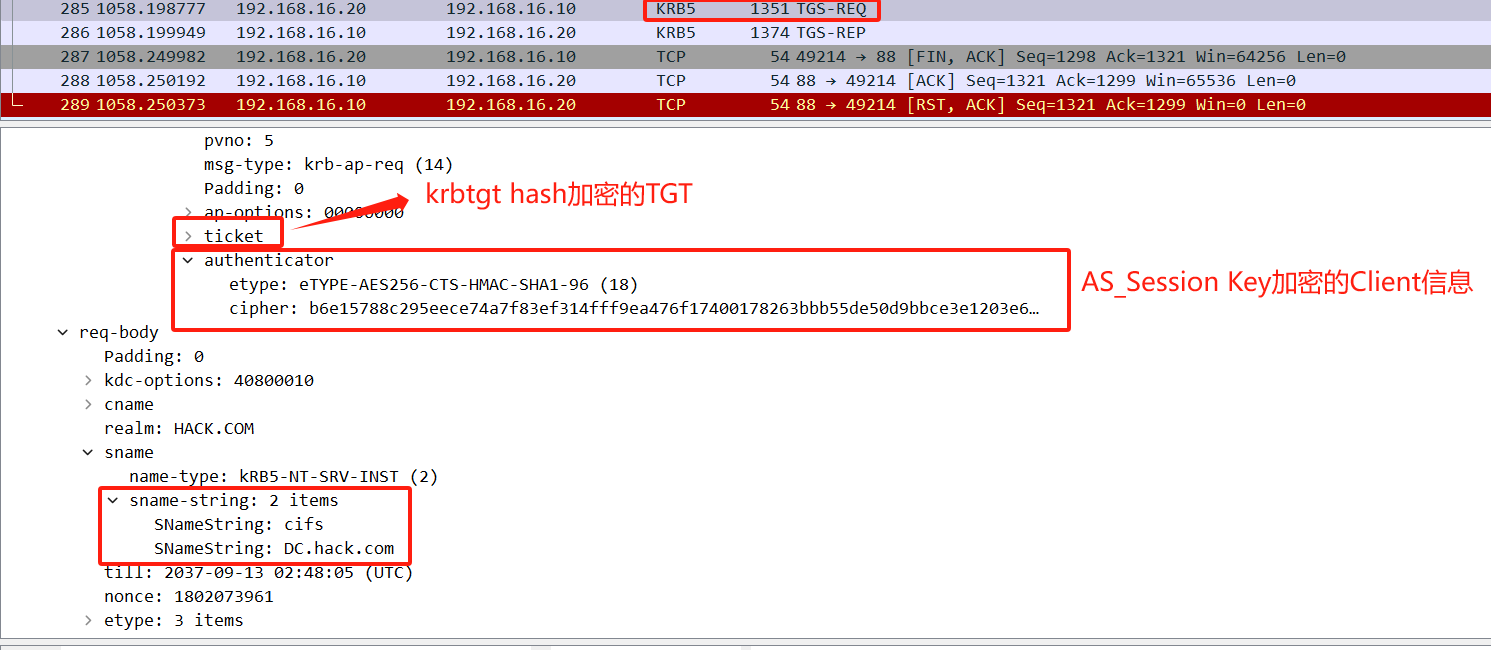 285 1058.198777 192.168.16.20 192.168.16.10 KRB5 1351 TGS-REQ
286 1058.199949 192.168.16.10 192.168.16.20 KRB5 1374 TGS-REP
287 1058.249982 192.168.16.20 192.168.16.10 TCP 54 49214 → 88 [FIN, ACK] Seq=1298 Ack=1321 Win=64256 Len=0
288 1058.250192 192.168.16.10 192.168.16.20 TCP 54 88 → 49214 [ACK] Seq=1321 Ack=1299 Win=65536 Len=0
289 1058.250373 192.168.16.10 192.168.16.20 TCP 54 88 → 49214 [RST, ACK] Seq=1321 Ack=1299 Win=0 Len=0
pvno: 5
msg-type: krb-ap-req (14)
Padding: 0
krbtgt hash加密的TGT
ap-options: 00000000
ticket
authenticator
etype: eTYPE-AES256-CTS-HMAC-SHA1-96 (18)
AS_Session Key加密的Client信息
cipher: b6e15788c295eece74a7f83ef314fff9ea476f17400178263bbb55de50d9bbce3e1203e6…
req-body
Padding: 0
kdc-options: 40800010
cname
realm: HACK.COM
sname
name-type: kRB5-NT-SRV-INST (2)
sname-string: 2 items
SNameString: cifs
SNameString: DC.hack.com
till: 2037-09-13 02:48:05 (UTC)
nonce: 1802073961
etype: 3 items